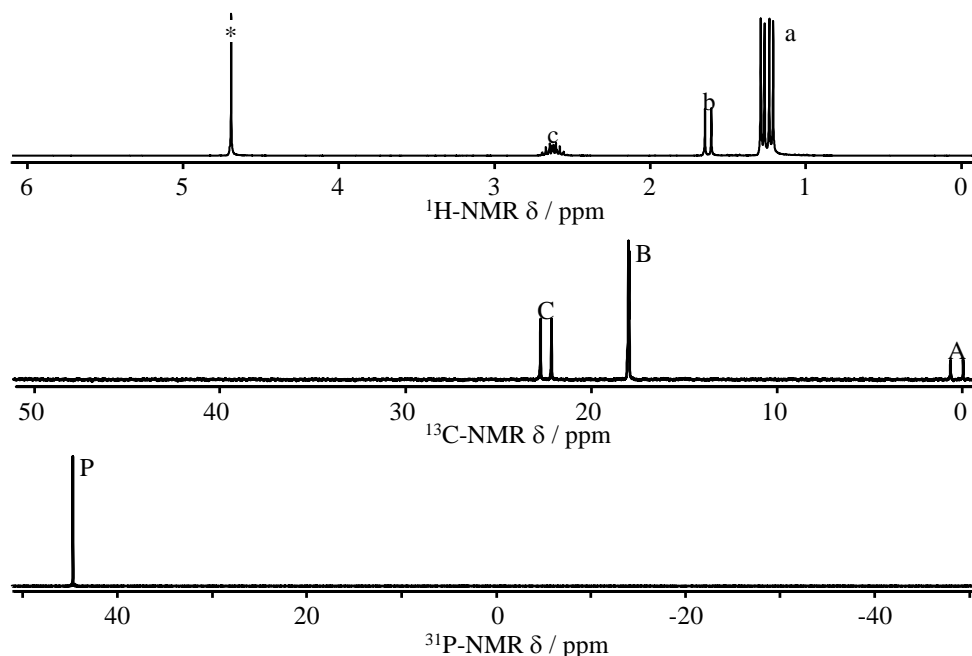 *
a
b
c
6 5 4 3 2 1 0
¹H-NMR δ / ppm
B
C
A
50 40 30 20 10 0
¹³C-NMR δ / ppm
P
40 20 0 -20 -40
³¹P-NMR δ / ppm